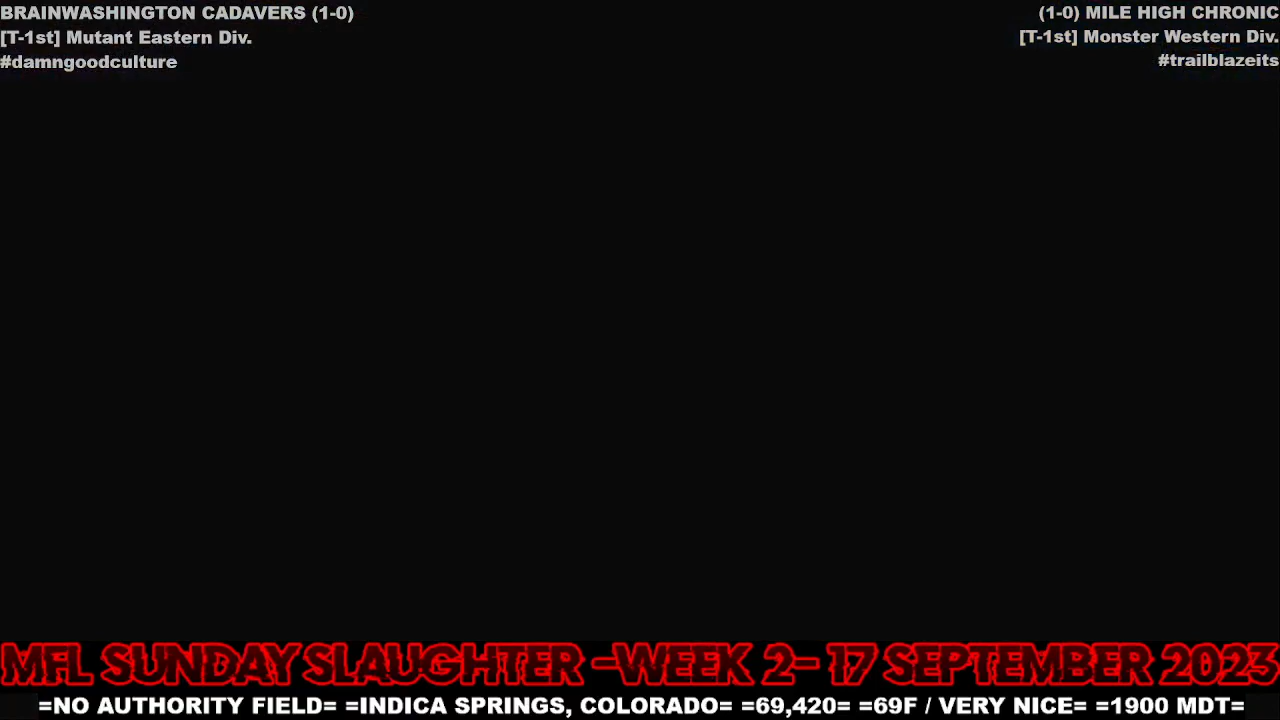 BRAINWASHINGTON CADAVERS (1-0)
[T-1st] Mutant Eastern Div.
#damngoodculture
(1-0) MILE HIGH CHRONIC
[T-1st] Monster Western Div.
#trailblazeits
MFL SUNDAY SLAUGHTER -WEEK 2- 17 SEPTEMBER 2023
=NO AUTHORITY FIELD= =INDICA SPRINGS, COLORADO= =69,420= =69F / VERY NICE= =1900 MDT=